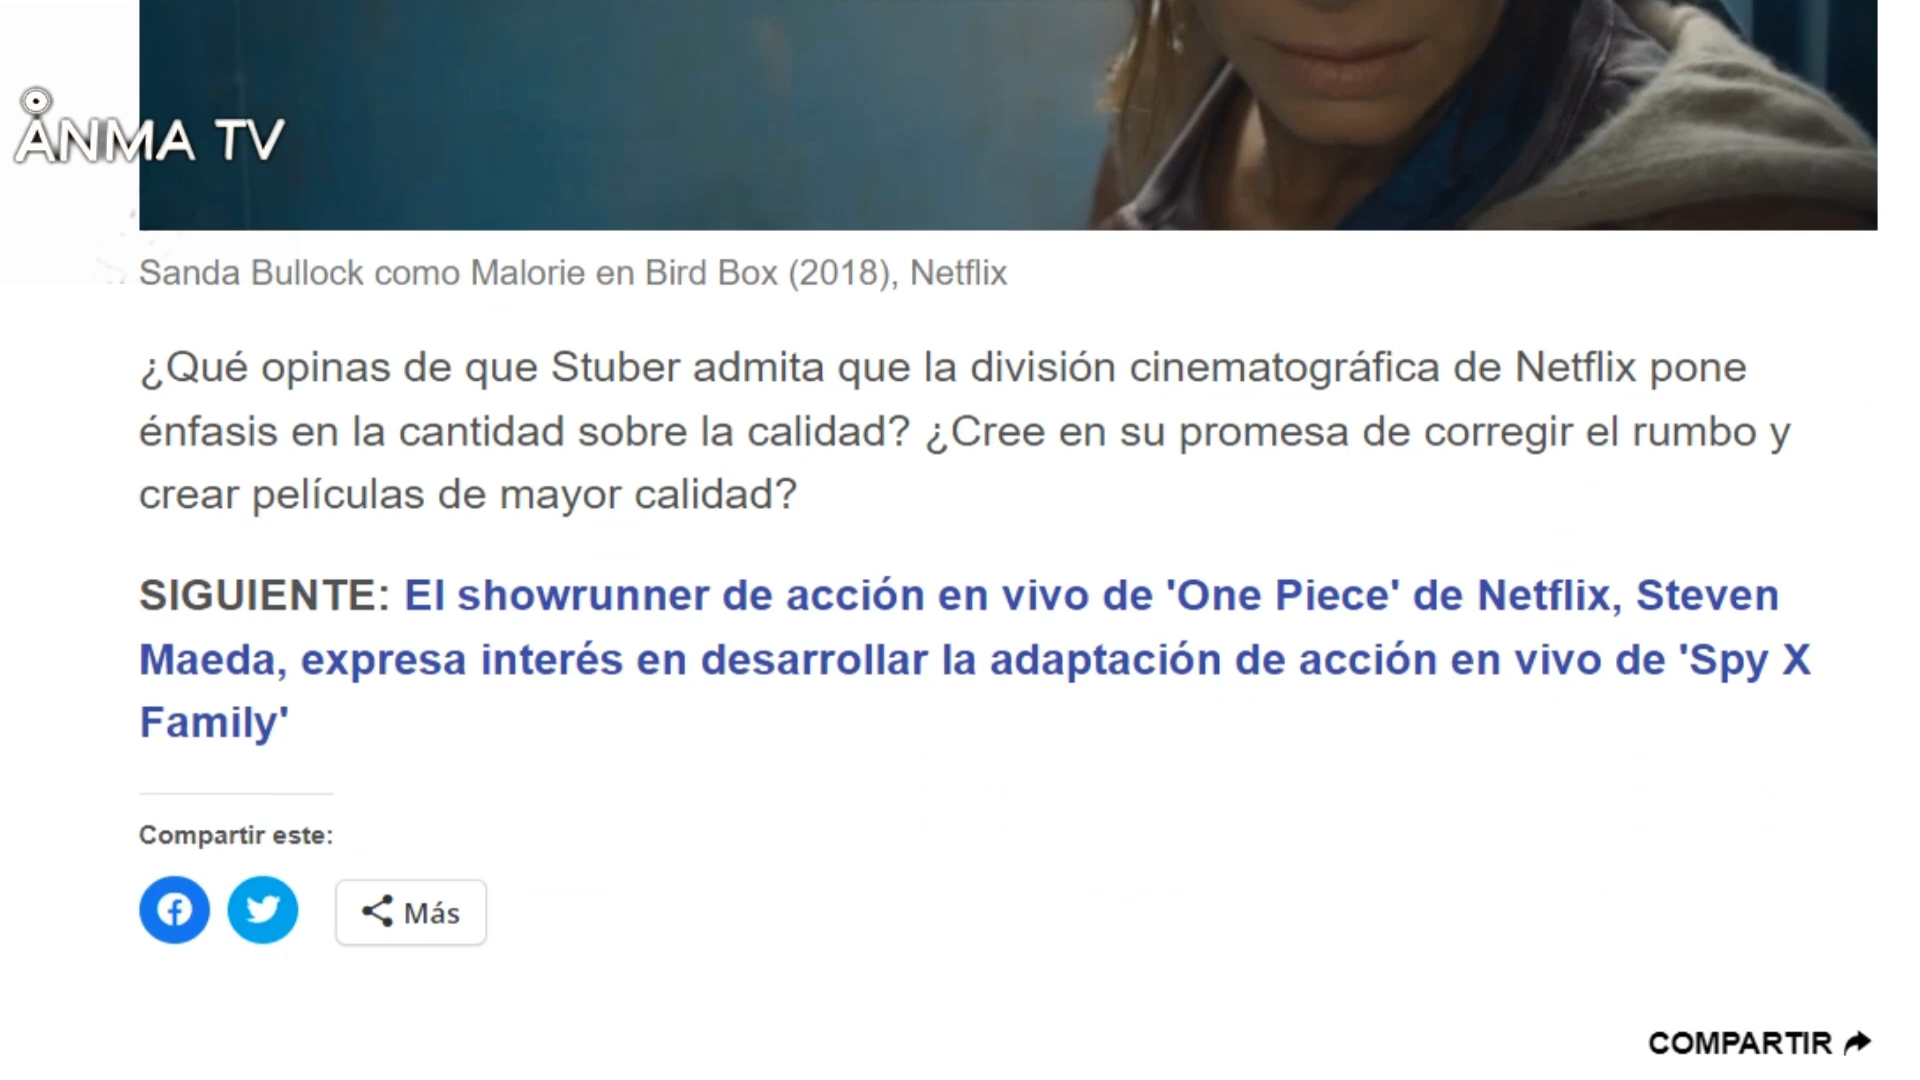 ANMA TV
Sanda Bullock como Malorie en Bird Box (2018), Netflix
¿Qué opinas de que Stuber admita que la división cinematográfica de Netflix pone
énfasis en la cantidad sobre la calidad? ¿Cree en su promesa de corregir el rumbo y
crear películas de mayor calidad?
SIGUIENTE: El showrunner de acción en vivo de 'One Piece' de Netflix, Steven
Maeda, expresa interés en desarrollar la adaptación de acción en vivo de 'Spy X
Family'
Compartir este:
Más
COMPARTIR